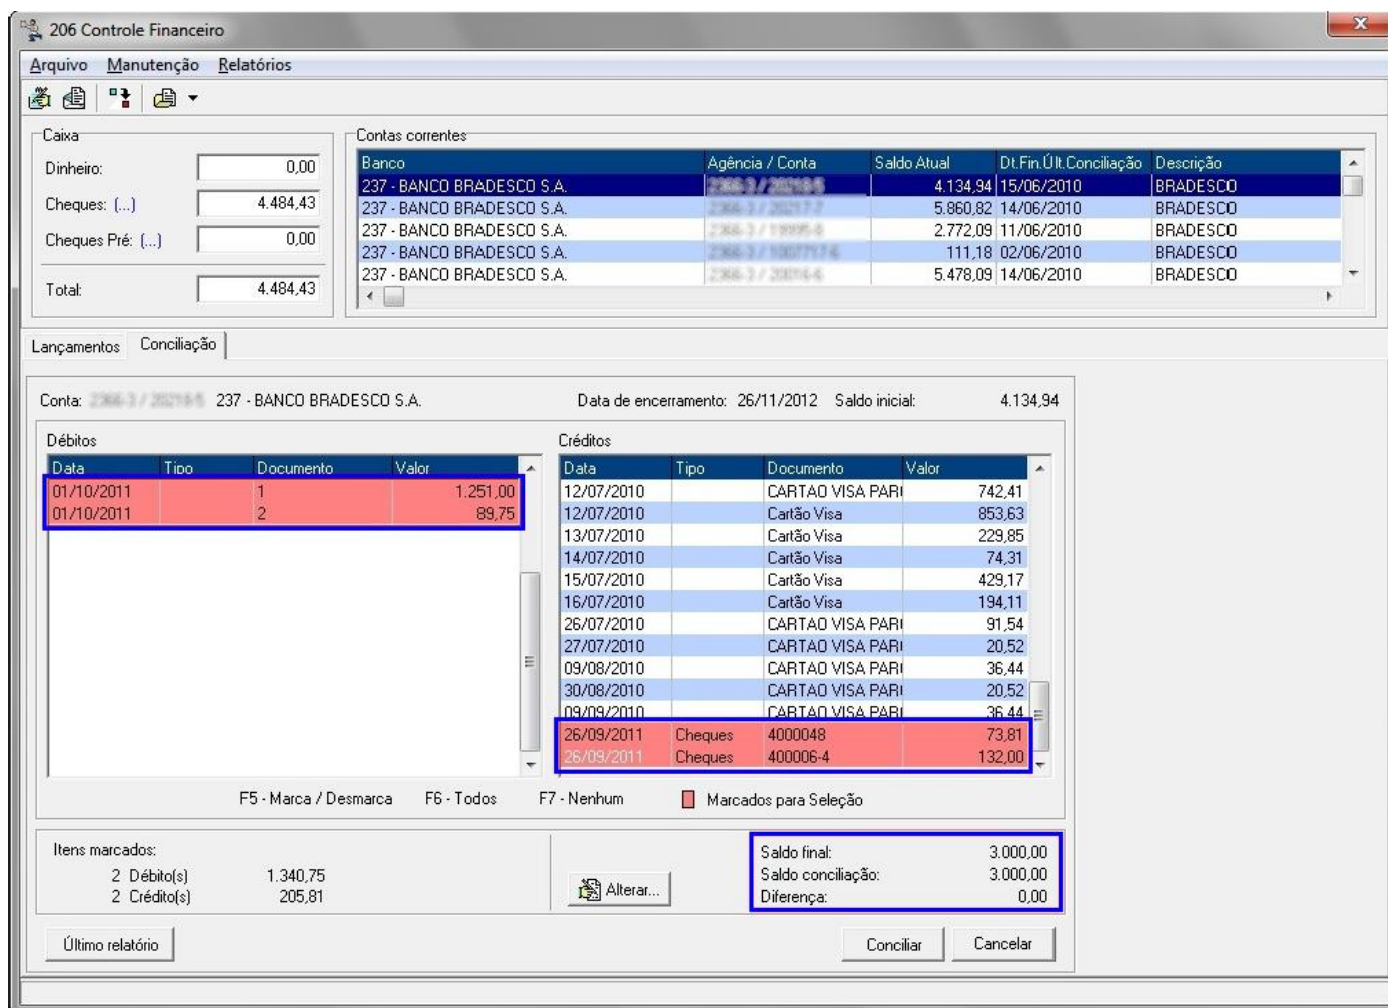 206 Controle Financeiro
Arquivo Manutenção Relatórios
Caixa
Dinheiro: 0,00
Cheques: (...) 4.484,43
Cheques Pré: (...) 0,00
Total: 4.484,43
Contas correntes
Banco Agência / Conta Saldo Atual Dt.Fin.Últ.Conciliação Descrição
237 - BANCO BRADESCO S.A. 4.134,94 15/06/2010 BRADESCO
237 - BANCO BRADESCO S.A. 5.860,82 14/06/2010 BRADESCO
237 - BANCO BRADESCO S.A. 2.772,09 11/06/2010 BRADESCO
237 - BANCO BRADESCO S.A. 111,18 02/06/2010 BRADESCO
237 - BANCO BRADESCO S.A. 5.478,09 14/06/2010 BRADESCO
Lançamentos Conciliação
Conta: 237 - BANCO BRADESCO S.A. Data de encerramento: 26/11/2012 Saldo inicial: 4.134,94
Débitos
Data Tipo Documento Valor
01/10/2011 1 1.251,00
01/10/2011 2 89,75
Créditos
Data Tipo Documento Valor
12/07/2010 CARTAO VISA PAR 742,41
12/07/2010 Cartão Visa 853,63
13/07/2010 Cartão Visa 229,85
14/07/2010 Cartão Visa 74,31
15/07/2010 Cartão Visa 429,17
16/07/2010 Cartão Visa 194,11
26/07/2010 CARTAO VISA PAR 91,54
27/07/2010 CARTAO VISA PAR 20,52
09/08/2010 CARTAO VISA PAR 36,44
30/08/2010 CARTAO VISA PAR 20,52
09/09/2010 CARTAO VISA PAR 36,44
26/09/2011 Cheques 4000048 73,81
26/09/2011 Cheques 400006-4 132,00
F5 - Marca / Desmarca F6 - Todos F7 - Nenhum Marcados para Seleção
Itens marcados:
2 Débito(s) 1.340,75
2 Crédito(s) 205,81
Alterar...
Saldo final: 3.000,00
Saldo conciliação: 3.000,00
Diferença: 0,00
Último relatório Conciliar Cancelar